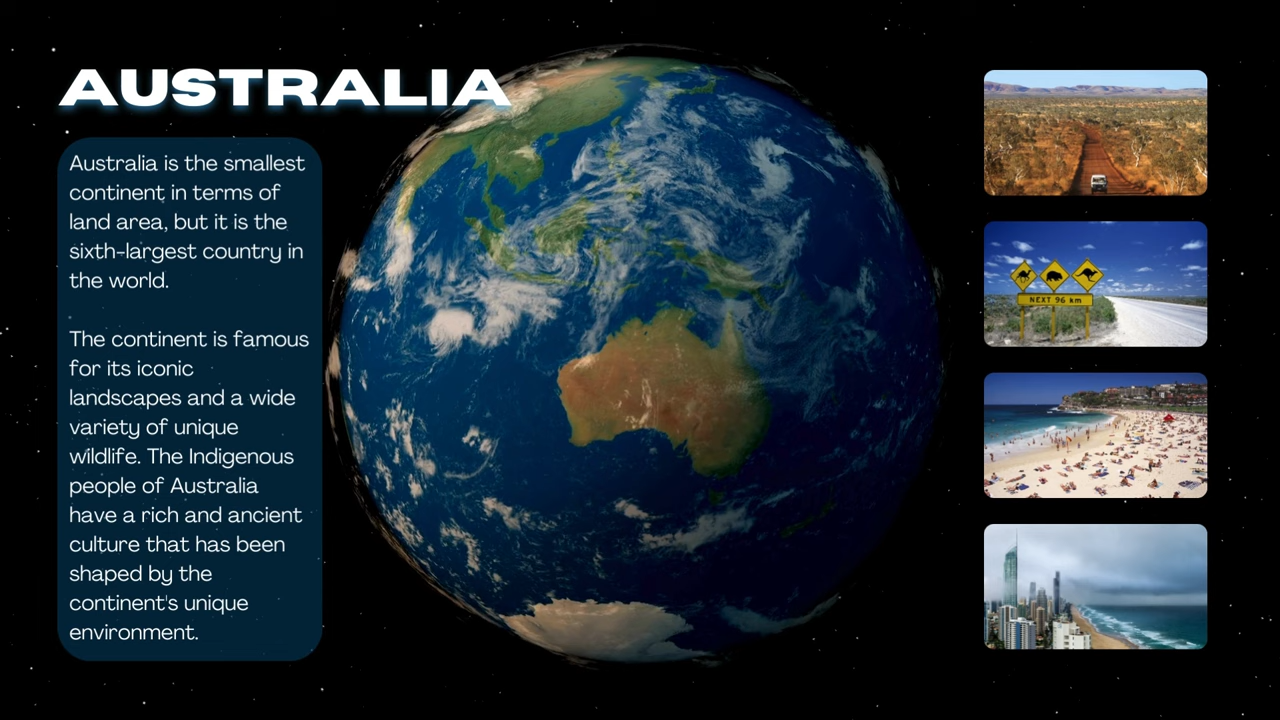 AUSTRALIA
Australia is the smallest
continent in terms of
land area, but it is the
sixth-largest country in
the world.
The continent is famous
for its iconic
landscapes and a wide
variety of unique
wildlife. The Indigenous
people of Australia
have a rich and ancient
culture that has been
shaped by the
continent's unique
environment.
NEXT 96 km